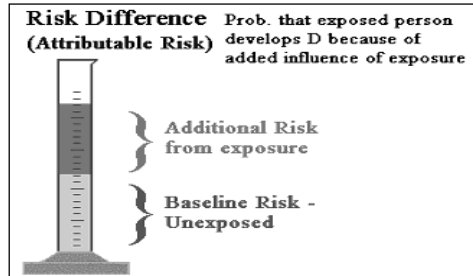 Risk Difference
(Attributable Risk)
Prob. that exposed person
develops D because of
added influence of exposure
Additional Risk
from exposure
Baseline Risk -
Unexposed